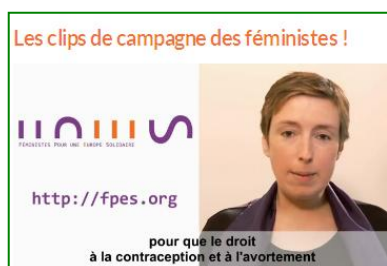 Les clips de campagne des féministes !
FÉMINISTES POUR UNE EUROPE SOLIDAIRE
http://fpes.org
pour que le droit
à la contraception et à l'avortement